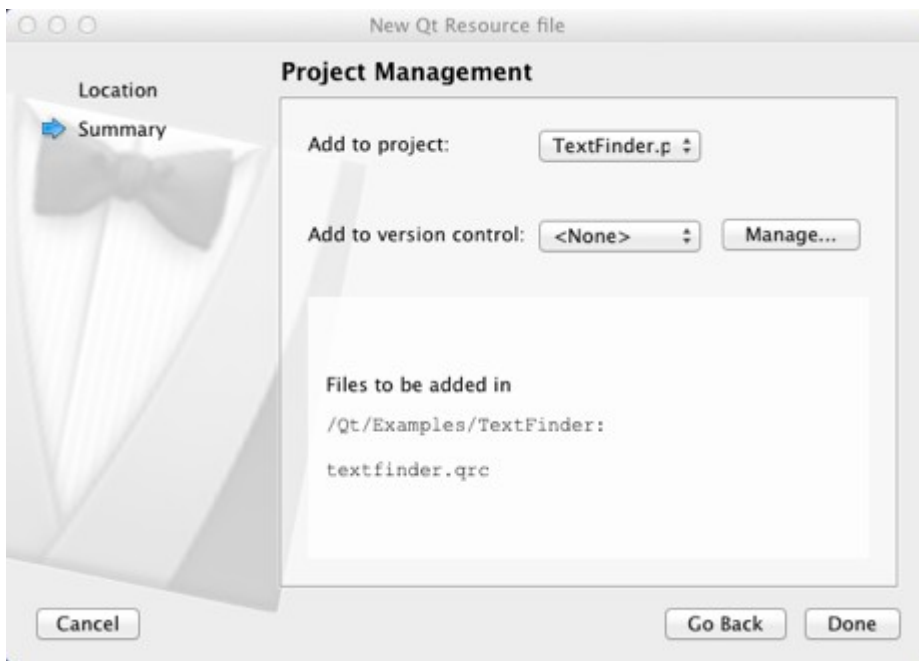 New Qt Resource file
Location
Summary
Project Management
Add to project: TextFinder.p
Add to version control: <None> Manage...
Files to be added in
/Qt/Examples/TextFinder:
textfinder.qrc
Cancel Go Back Done